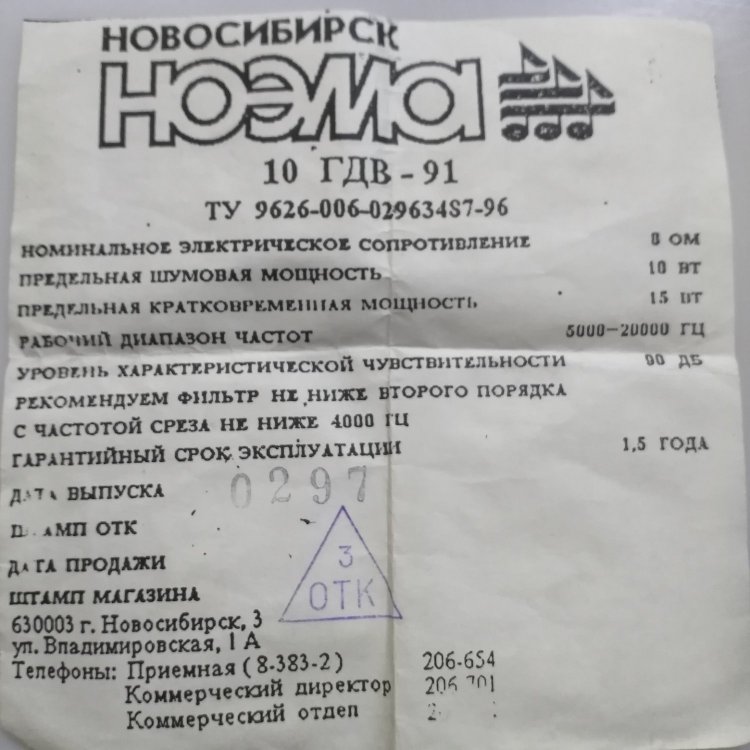 НОВОСИБИРСК
НОЭМА
10 ГДВ - 91
ТУ 9626-006-02963487-96
НОМИНАЛЬНОЕ ЭЛЕКТРИЧЕСКОЕ СОПРОТИВЛЕНИЕ 8 ОМ
ПРЕДЕЛЬНАЯ ШУМОВАЯ МОЩНОСТЬ 10 ВТ
ПРЕДЕЛЬНАЯ КРАТКОВРЕМЕННАЯ МОЩНОСТЬ 15 ВТ
РАБОЧИЙ ДИАПАЗОН ЧАСТОТ 5000-20000 ГЦ
УРОВЕНЬ ХАРАКТЕРИСТИЧЕСКОЙ ЧУВСТВИТЕЛЬНОСТИ 90 ДБ
РЕКОМЕНДУЕМ ФИЛЬТР НЕ НИЖЕ ВТОРОГО ПОРЯДКА
С ЧАСТОТОЙ СРЕЗА НЕ НИЖЕ 4000 ГЦ
ГАРАНТИЙНЫЙ СРОК ЭКСПЛУАТАЦИИ 1,5 ГОДА
ДАТА ВЫПУСКА 0297
ШТАМП ОТК
3
ОТК
ДАТА ПРОДАЖИ
ШТАМП МАГАЗИНА
630003 г. Новосибирск, 3
ул. Владимировская, 1 А
Телефоны: Приемная (8-383-2) 206-654
Коммерческий директор 206-701
Коммерческий отдел